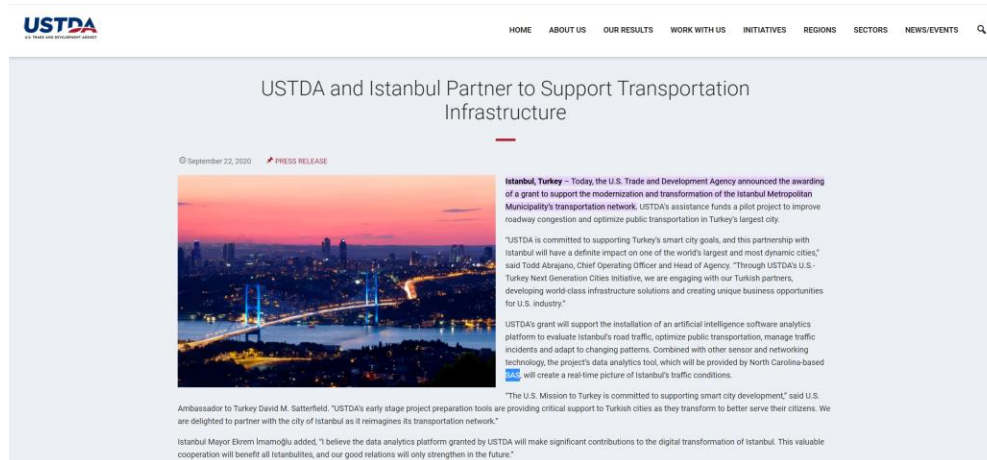 USTDA
U.S. TRADE AND DEVELOPMENT AGENCY
HOME ABOUT US OUR RESULTS WORK WITH US INITIATIVES REGIONS SECTORS NEWS/EVENTS
USTDA and Istanbul Partner to Support Transportation
Infrastructure
September 22, 2020 PRESS RELEASE
Istanbul, Turkey – Today, the U.S. Trade and Development Agency announced the awarding
of a grant to support the modernization and transformation of the Istanbul Metropolitan
Municipality's transportation network. USTDA's assistance funds a pilot project to improve
roadway congestion and optimize public transportation in Turkey's largest city.
"USTDA is committed to supporting Turkey's smart city goals, and this partnership with
Istanbul will have a definite impact on one of the world's largest and most dynamic cities,"
said Todd Abrajano, Chief Operating Officer and Head of Agency. "Through USTDA's U.S.-
Turkey Next Generation Cities Initiative, we are engaging with our Turkish partners,
developing world-class infrastructure solutions and creating unique business opportunities
for U.S. industry."
USTDA's grant will support the installation of an artificial intelligence software analytics
platform to evaluate Istanbul's road traffic, optimize public transportation, manage traffic
incidents and adapt to changing patterns. Combined with other sensor and networking
technology, the project's data analytics tool, which will be provided by North Carolina-based
SAS, will create a real-time picture of Istanbul's traffic conditions.
"The U.S. Mission to Turkey is committed to supporting smart city development," said U.S.
Ambassador to Turkey David M. Satterfield. "USTDA's early stage project preparation tools are providing critical support to Turkish cities as they transform to better serve their citizens. We
are delighted to partner with the city of Istanbul as it reimagines its transportation network."
Istanbul Mayor Ekrem İmamoğlu added, "I believe the data analytics platform granted by USTDA will make significant contributions to the digital transformation of Istanbul. This valuable
cooperation will benefit all Istanbulites, and our good relations will only strengthen in the future."